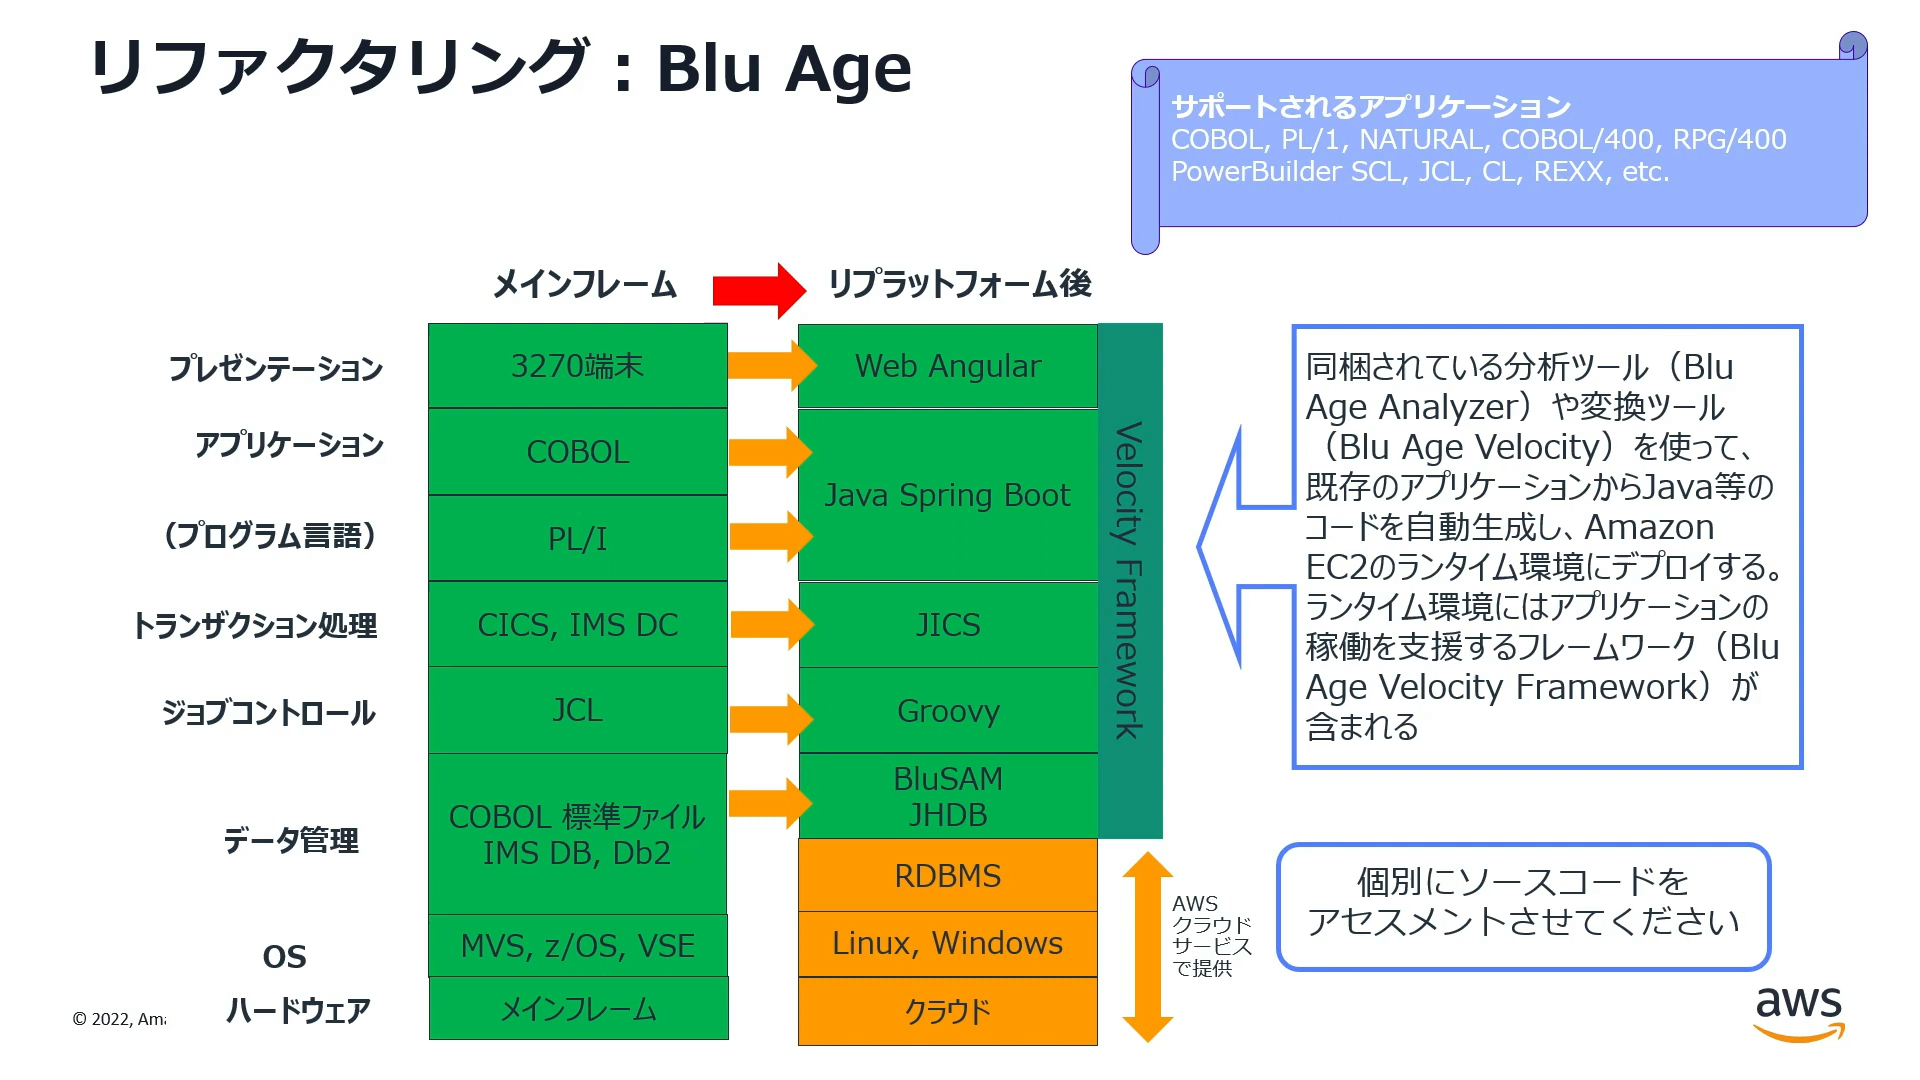 リファクタリング：Blu Age
サポートされるアプリケーション
COBOL, PL/1, NATURAL, COBOL/400, RPG/400
PowerBuilder SCL, JCL, CL, REXX, etc.
メインフレーム
リプラットフォーム後
プレゼンテーション
3270端末
Web Angular
アプリケーション
COBOL
（プログラム言語）
PL/I
Java Spring Boot
トランザクション処理
CICS, IMS DC
JICS
ジョブコントロール
JCL
Groovy
データ管理
COBOL 標準ファイル
IMS DB, Db2
BluSAM
JHDB
RDBMS
OS
MVS, z/OS, VSE
Linux, Windows
ハードウェア
メインフレーム
クラウド
Velocity Framework
同梱されている分析ツール（Blu
Age Analyzer）や変換ツール
（Blu Age Velocity）を使って、
既存のアプリケーションからJava等の
コードを自動生成し、Amazon
EC2のランタイム環境にデプロイする。
ランタイム環境にはアプリケーションの
稼働を支援するフレームワーク（Blu
Age Velocity Framework）が
含まれる
AWS
クラウド
サービス
で提供
個別にソースコードを
アセスメントさせてください
© 2022, Ama
aws